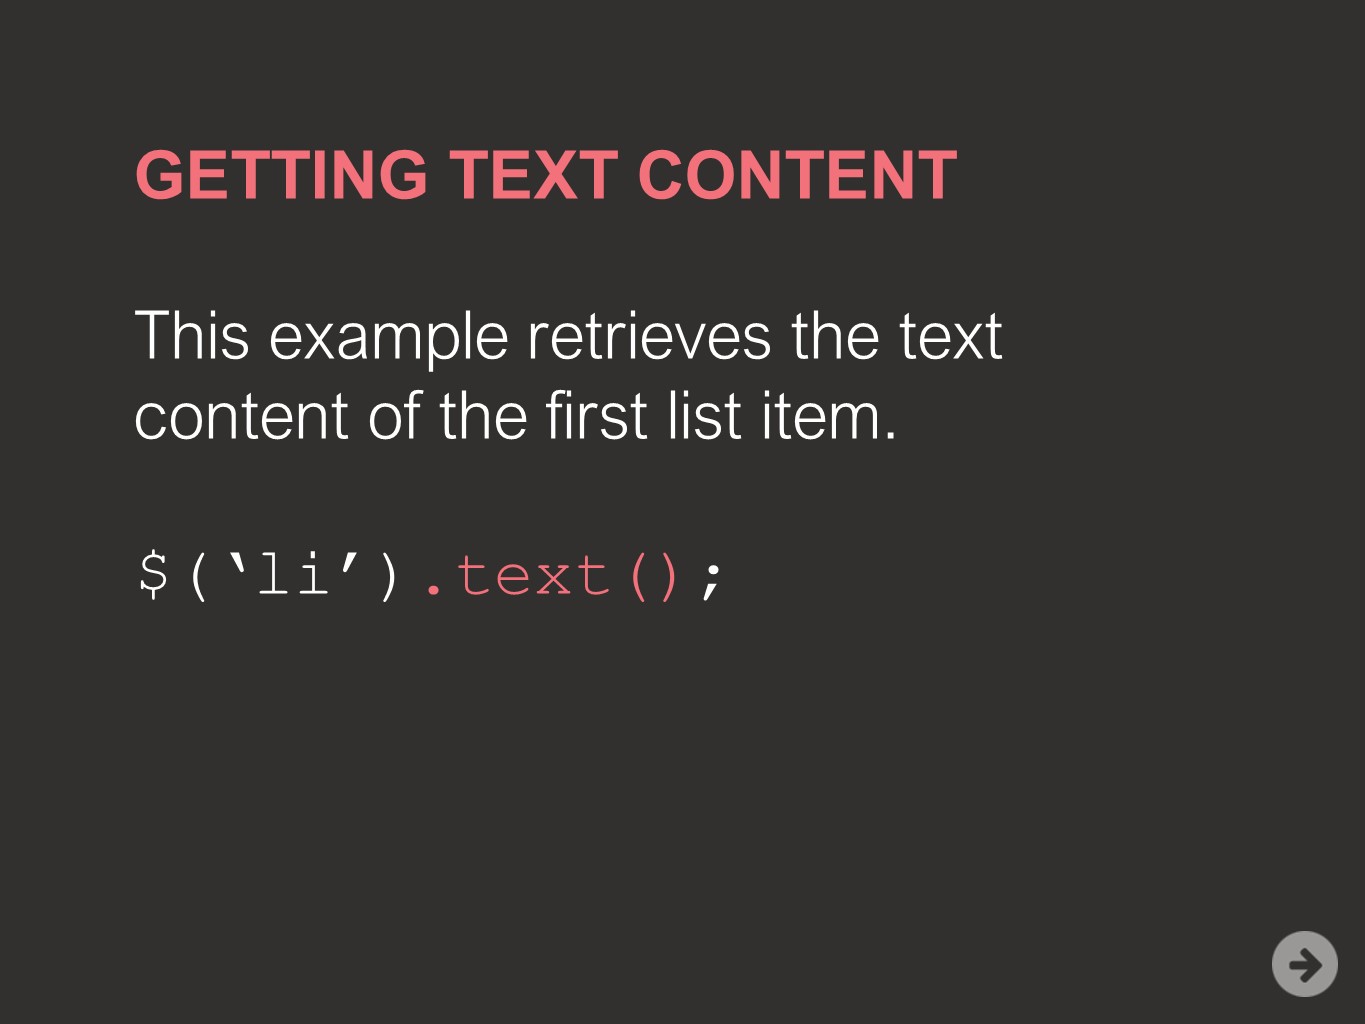 GETTING TEXT CONTENT
This example retrieves the text
content of the first list item.
$(‘li’).text();